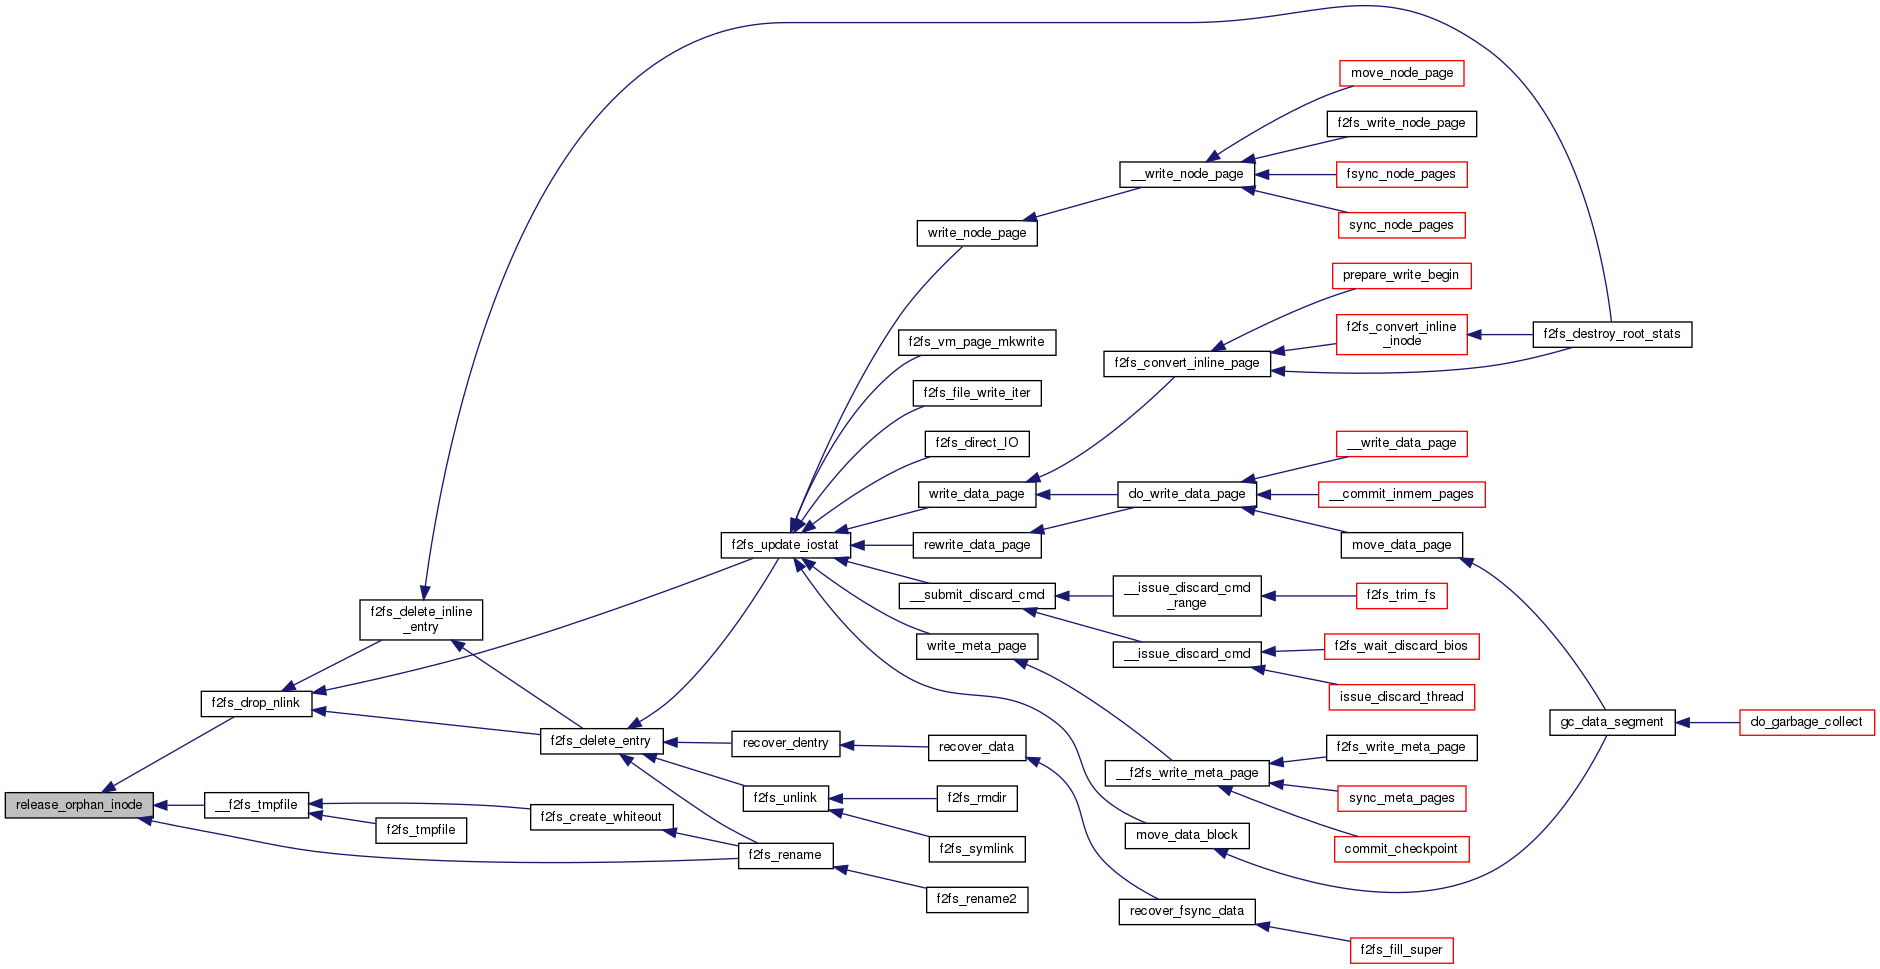 move_node_page
f2fs_write_node_page
__write_node_page
fsync_node_pages
sync_node_pages
write_node_page
prepare_write_begin
f2fs_convert_inline
_inode
f2fs_destroy_root_stats
f2fs_vm_page_mkwrite
f2fs_convert_inline_page
f2fs_file_write_iter
f2fs_direct_IO
__write_data_page
write_data_page
do_write_data_page
__commit_inmem_pages
f2fs_update_iostat
rewrite_data_page
move_data_page
__submit_discard_cmd
__issue_discard_cmd
_range
f2fs_trim_fs
f2fs_delete_inline
_entry
write_meta_page
__issue_discard_cmd
f2fs_wait_discard_bios
issue_discard_thread
f2fs_drop_nlink
gc_data_segment
do_garbage_collect
f2fs_delete_entry
recover_dentry
recover_data
f2fs_write_meta_page
__f2fs_write_meta_page
sync_meta_pages
release_orphan_inode
__f2fs_tmpfile
f2fs_unlink
f2fs_rmdir
f2fs_create_whiteout
f2fs_tmpfile
move_data_block
f2fs_symlink
commit_checkpoint
f2fs_rename
f2fs_rename2
recover_fsync_data
f2fs_fill_super